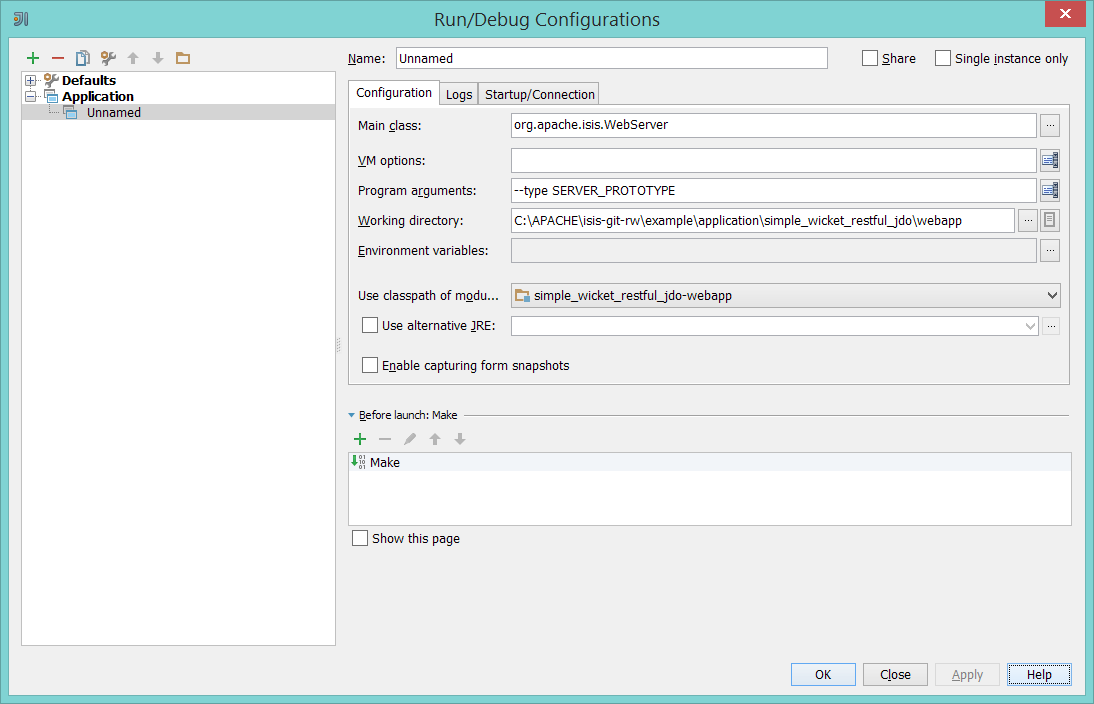 Run/Debug Configurations
Defaults
Application
Unnamed
Name: Unnamed Share Single instance only
Configuration Logs Startup/Connection
Main class: org.apache.isis.WebServer ...
VM options:
Program arguments: --type SERVER_PROTOTYPE
Working directory: C:\APACHE\isis-git-rw\example\application\simple_wicket_restful_jdo\webapp ...
Environment variables: ...
Use classpath of modu... simple_wicket_restful_jdo-webapp
Use alternative JRE: ...
Enable capturing form snapshots
Before launch: Make
Make
Show this page
OK Close Apply Help